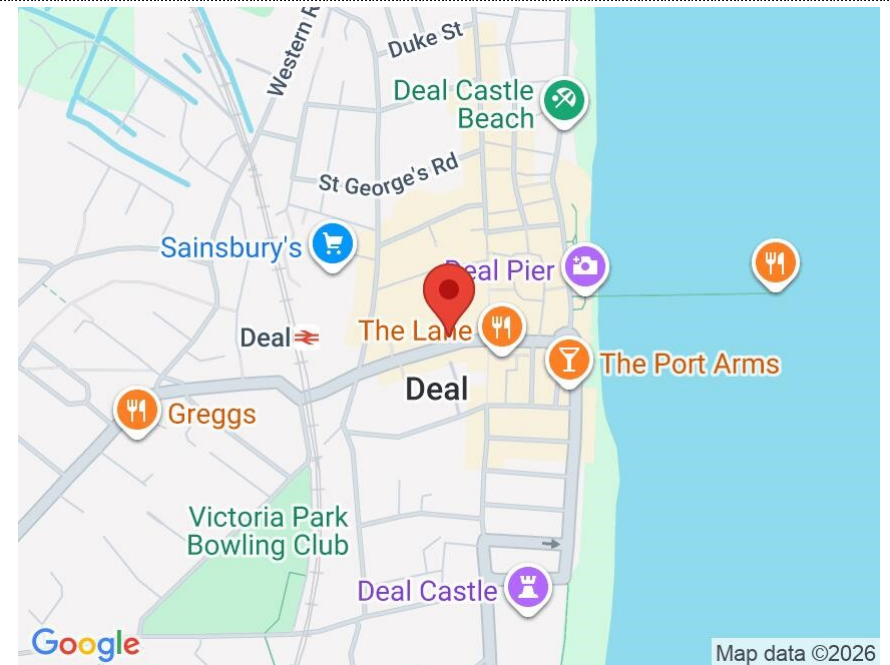 Western R
Duke St
Deal Castle
Beach
St George's Rd
Sainsbury's
Deal Pier
Deal
The Lane
The Port Arms
Deal
Greggs
Victoria Park
Bowling Club
Deal Castle
Google
Map data ©2026